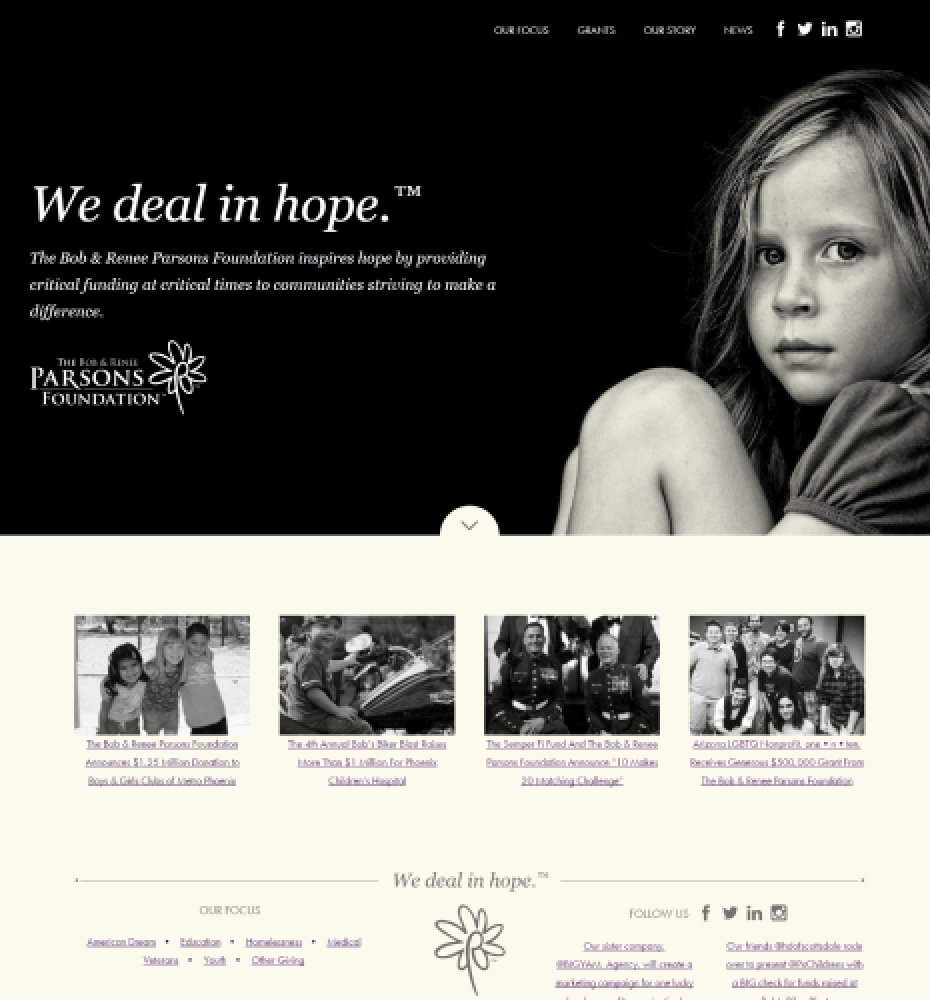 OUR FOCUS GRANTS OUR STORY NEWS
We deal in hope.™
The Bob & Renee Parsons Foundation inspires hope by providing
critical funding at critical times to communities striving to make a
difference.
THE BOB & RENEE
PARSONS
FOUNDATION
The Bob & Renee Parsons Foundation
Announces $1.25 Million Donation to
Boys & Girls Clubs of Metro Phoenix
The 4th Annual Bob's Biker Blast Raises
More Than $1 Million For Phoenix
Children's Hospital
The Semper Fi Fund And The Bob & Renee
Parsons Foundation Announce "10 Makes
20 Matching Challenge"
Arizona LGBTQ Nonprofit, one • n • ten,
Receives Generous $500,000 Grant From
The Bob & Renee Parsons Foundation
We deal in hope.™
OUR FOCUS
American Dream • Education • Homelessness • Medical
Veterans • Youth • Other Giving
FOLLOW US
Our sister company,
@BIGYAM, Agency, will create a
marketing campaign for one lucky
Our friends @hdofscottsdale rode
over to present @PxChildrens with
a BIG check for funds raised at